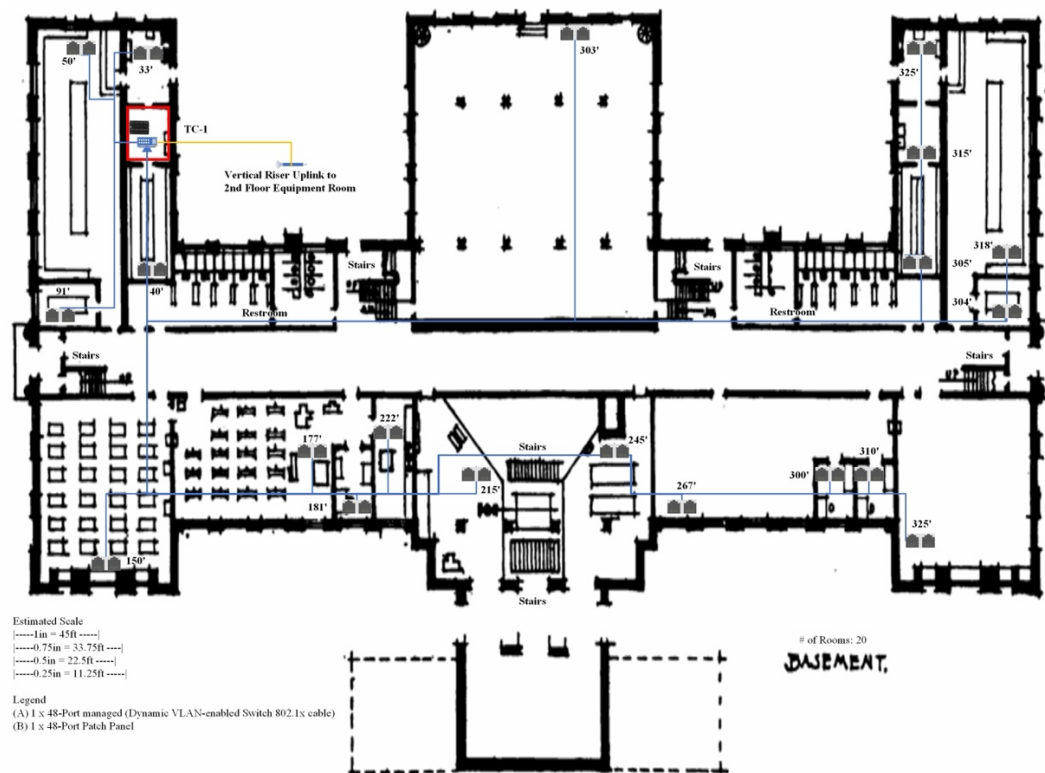 50'
33'
303'
325'
TC-1
315'
Vertical Riser Uplink to
2nd Floor Equipment Room
318'
Stairs
Stairs
305'
91'
40'
304'
Restroom
Restroom
Stairs
Stairs
222'
177'
Stairs
245'
310'
300'
215'
267'
181'
325'
150'
Stairs
Estimated Scale
|-----1in = 45ft -----|
|-----0.75in = 33.75ft ----|
|-----0.5in = 22.5ft ----|
|-----0.25in = 11.25ft -----|
# of Rooms: 20
BASEMENT.
Legend
(A) 1 x 48-Port managed (Dynamic VLAN-enabled Switch 802.1x cable)
(B) 1 x 48-Port Patch Panel